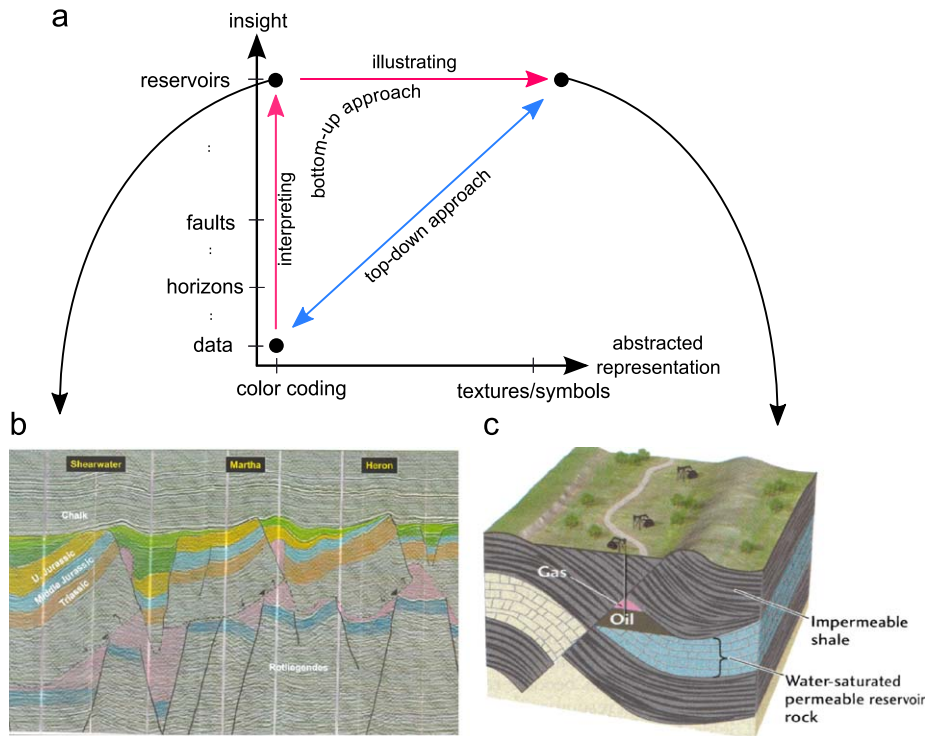 a
insight
reservoirs
illustrating
bottom-up approach
:
interpreting
top-down approach
faults
:
horizons
:
data
abstracted
representation
color coding
textures/symbols
b
Shearwater
Martha
Heron
Chalk
U. Jurassic
Middle Jurassic
Triassic
Rotliegendes
c
Gas
Oil
Impermeable
shale
Water-saturated
permeable reservoir
rock